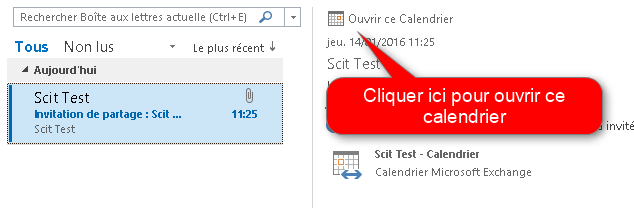 Rechercher Boîte aux lettres actuelle (Ctrl+E)
Tous Non lus Le plus récent ↓
Aujourd'hui
Scit Test
Invitation de partage : Scit ... 11:25
Scit Test
Ouvrir ce Calendrier
jeu. 14/01/2016 11:25
Scit Test
Cliquer ici pour ouvrir ce
calendrier
invité
Scit Test - Calendrier
Calendrier Microsoft Exchange